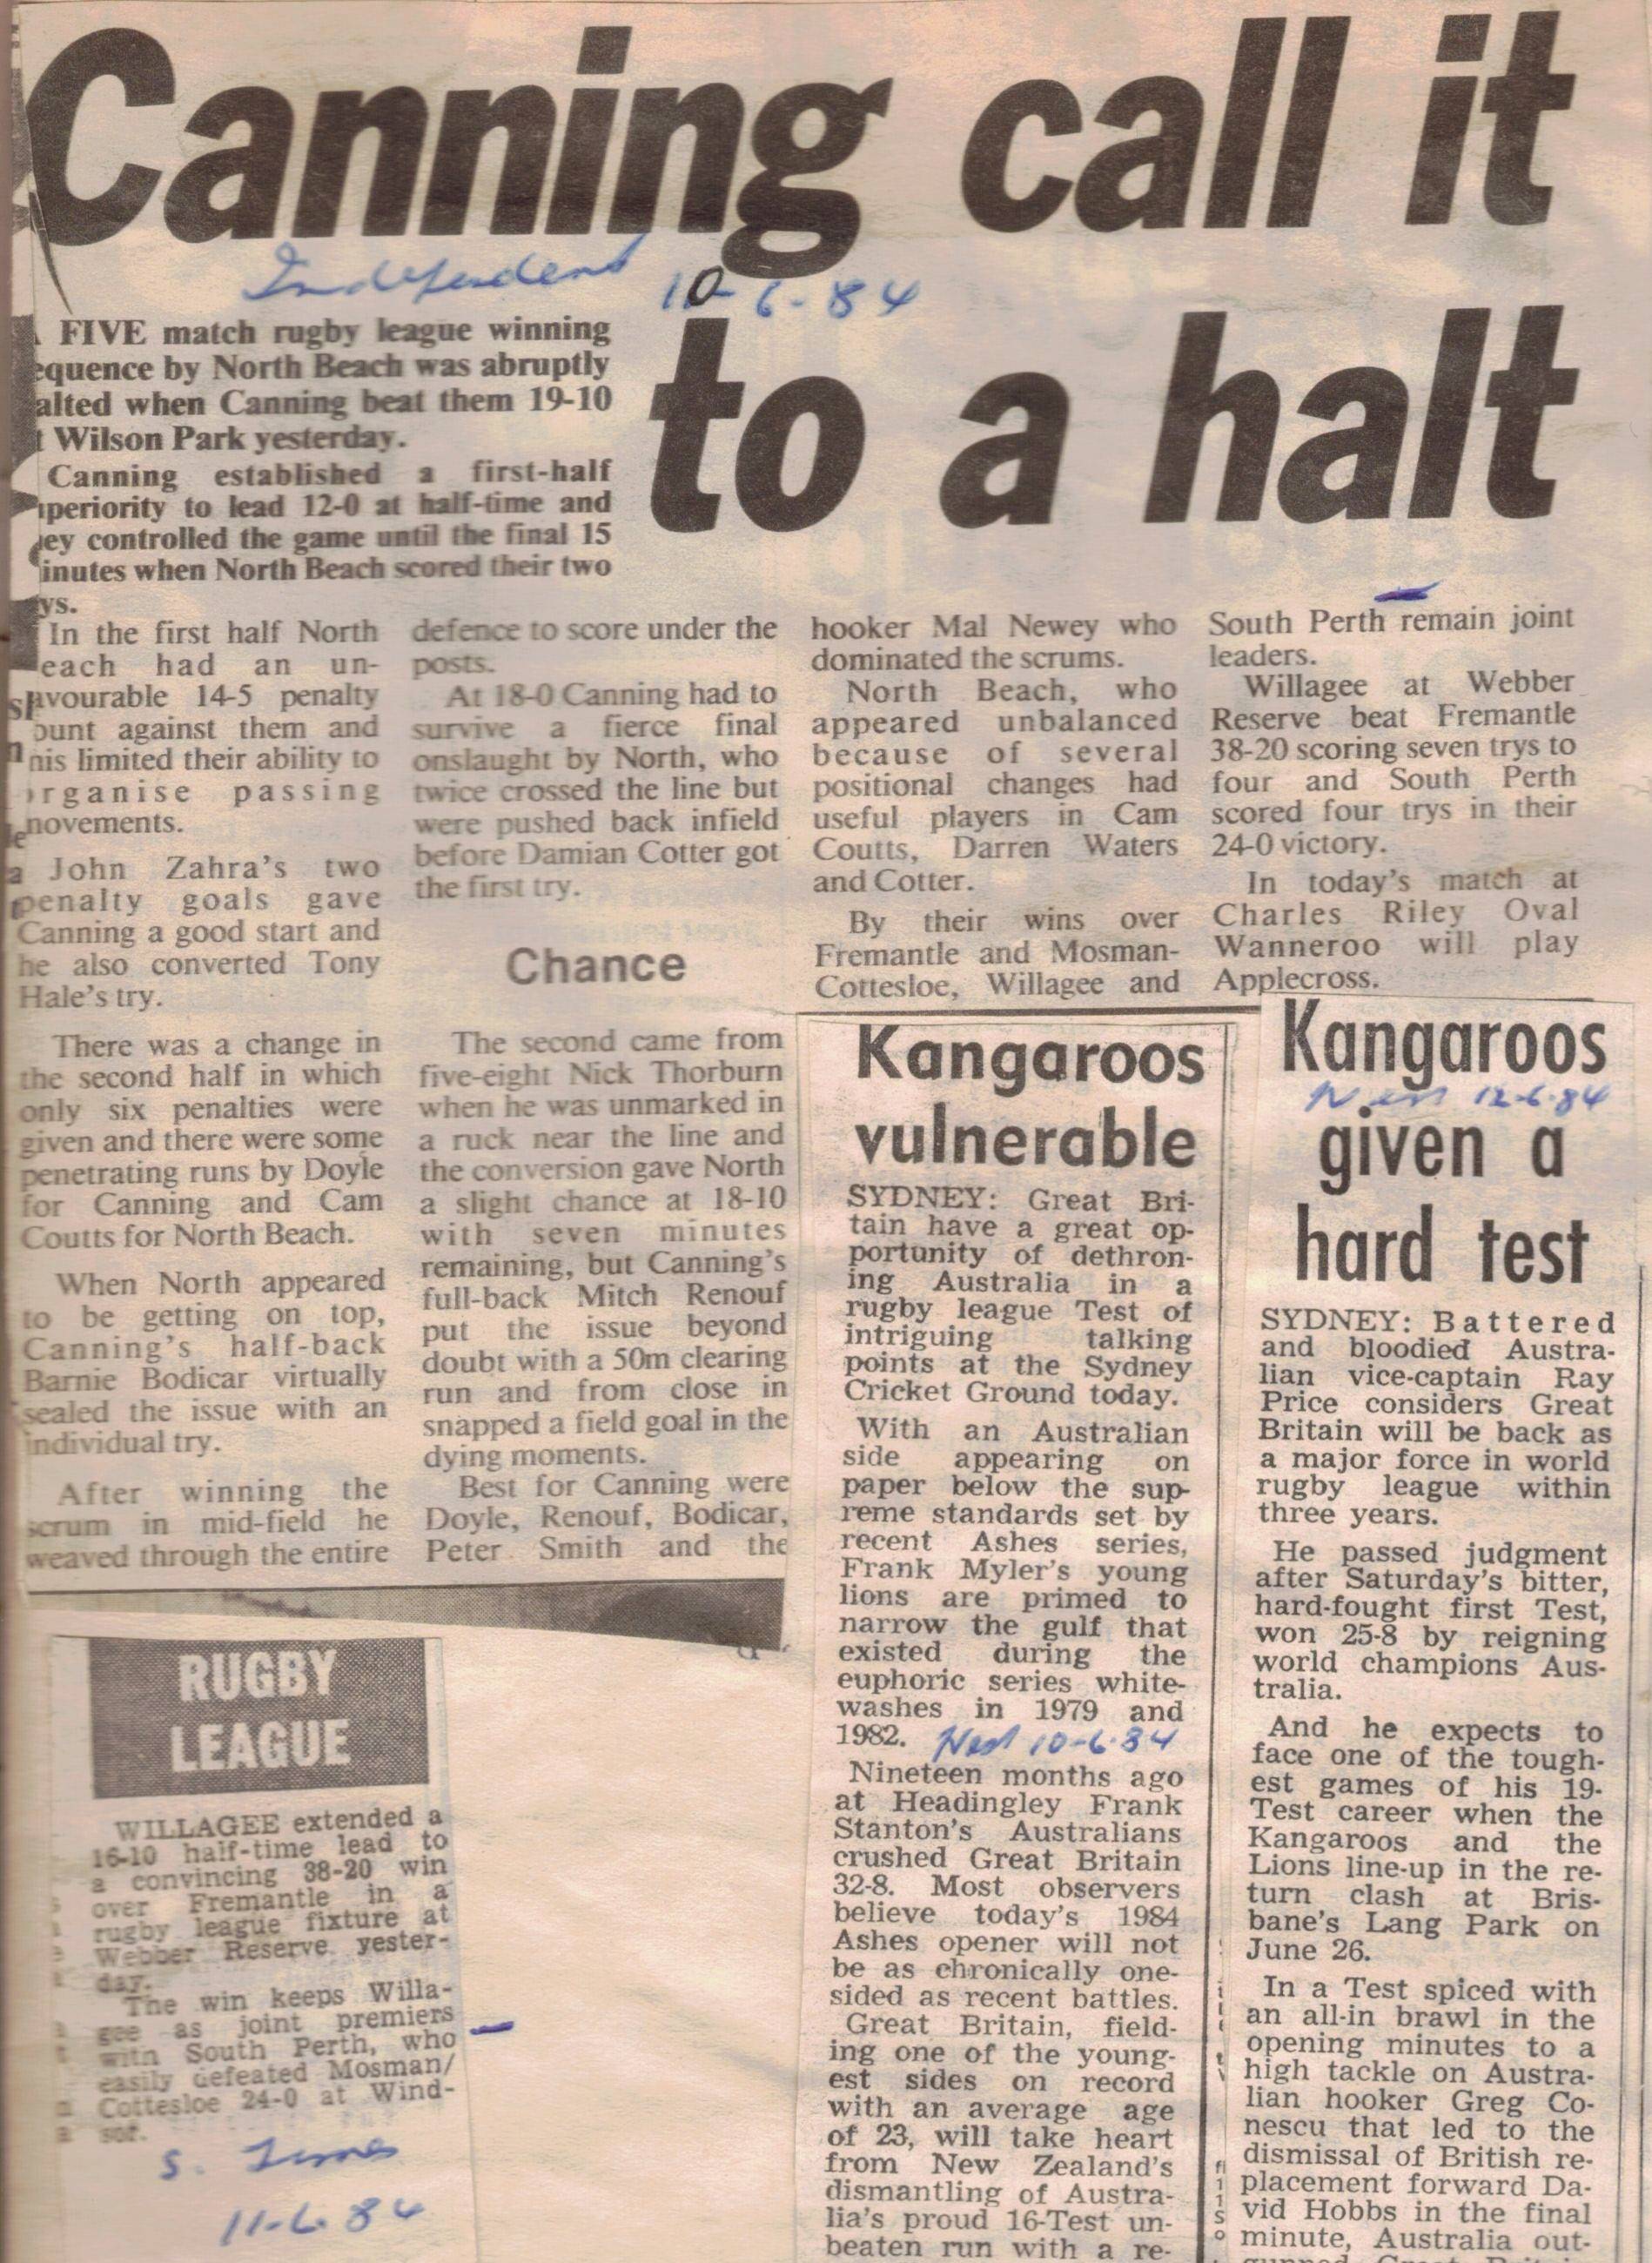 Canning call it
to a halt
Independent 10-6-84
FIVE match rugby league winning
equence by North Beach was abruptly
alted when Canning beat them 19-10
t Wilson Park yesterday.
Canning established a first-half
uperiority to lead 12-0 at half-time and
ey controlled the game until the final 15
inutes when North Beach scored their two
ys.
In the first half North
each had an un-
avourable 14-5 penalty
ount against them and
his limited their ability to
organise passing
movements.
John Zahra's two
penalty goals gave
Canning a good start and
he also converted Tony
Hale's try.
There was a change in
the second half in which
only six penalties were
given and there were some
penetrating runs by Doyle
for Canning and Cam
Coutts for North Beach.
When North appeared
to be getting on top,
Canning's half-back
Barnie Bodicar virtually
sealed the issue with an
individual try.
After winning the
scrum in mid-field he
weaved through the entire
defence to score under the
posts.
At 18-0 Canning had to
survive a fierce final
onslaught by North, who
twice crossed the line but
were pushed back infield
before Damian Cotter got
the first try.
Chance
The second came from
five-eight Nick Thorburn
when he was unmarked in
a ruck near the line and
the conversion gave North
a slight chance at 18-10
with seven minutes
remaining, but Canning's
full-back Mitch Renouf
put the issue beyond
doubt with a 50m clearing
run and from close in
snapped a field goal in the
dying moments.
Best for Canning were
Doyle, Renouf, Bodicar,
Peter Smith and the
hooker Mal Newey who
dominated the scrums.
North Beach, who
appeared unbalanced
because of several
positional changes had
useful players in Cam
Coutts, Darren Waters
and Cotter.
By their wins over
Fremantle and Mosman-
Cottesloe, Willagee and
South Perth remain joint
leaders.
Willagee at Webber
Reserve beat Fremantle
38-20 scoring seven trys to
four and South Perth
scored four trys in their
24-0 victory.
In today's match at
Charles Riley Oval
Wanneroo will play
Applecross.
RUGBY
LEAGUE
WILLAGEE extended a
16-10 half-time lead to
a convincing 38-20 win
over Fremantle in a
rugby league fixture at
Webber Reserve yester-
day.
The win keeps Willa-
gee as joint premiers
with South Perth, who
easily defeated Mosman/
Cottesloe 24-0 at Wind-
sor.
S. Times
11-6-84
Kangaroos
vulnerable
SYDNEY: Great Bri-
tain have a great op-
portunity of dethron-
ing Australia in a
rugby league Test of
intriguing talking
points at the Sydney
Cricket Ground today.
With an Australian
side appearing on
paper below the sup-
reme standards set by
recent Ashes series,
Frank Myler's young
lions are primed to
narrow the gulf that
existed during the
euphoric series white-
washes in 1979 and
1982. 10-6-84
Nineteen months ago
at Headingley Frank
Stanton's Australians
crushed Great Britain
32-8. Most observers
believe today's 1984
Ashes opener will not
be as chronically one-
sided as recent battles.
Great Britain, field-
ing one of the young-
est sides on record
with an average age
of 23, will take heart
from New Zealand's
dismantling of Austra-
lia's proud 16-Test un-
beaten run with a re-
Kangaroos
12-6-84
given a
hard test
SYDNEY: Battered
and bloodied Austra-
lian vice-captain Ray
Price considers Great
Britain will be back as
a major force in world
rugby league within
three years.
He passed judgment
after Saturday's bitter,
hard-fought first Test,
won 25-8 by reigning
world champions Aus-
tralia.
And he expects to
face one of the tough-
est games of his 19-
Test career when the
Kangaroos and the
Lions line-up in the re-
turn clash at Bris-
bane's Lang Park on
June 26.
In a Test spiced with
an all-in brawl in the
opening minutes to a
high tackle on Austra-
lian hooker Greg Co-
nescu that led to the
dismissal of British re-
placement forward Da-
vid Hobbs in the final
minute, Australia out-